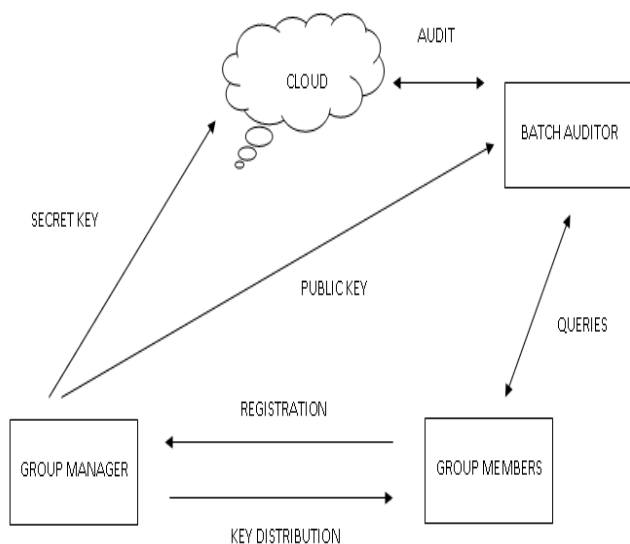 AUDIT
CLOUD
BATCH AUDITOR
SECRET KEY
PUBLIC KEY
QUERIES
REGISTRATION
GROUP MANAGER
GROUP MEMBERS
KEY DISTRIBUTION